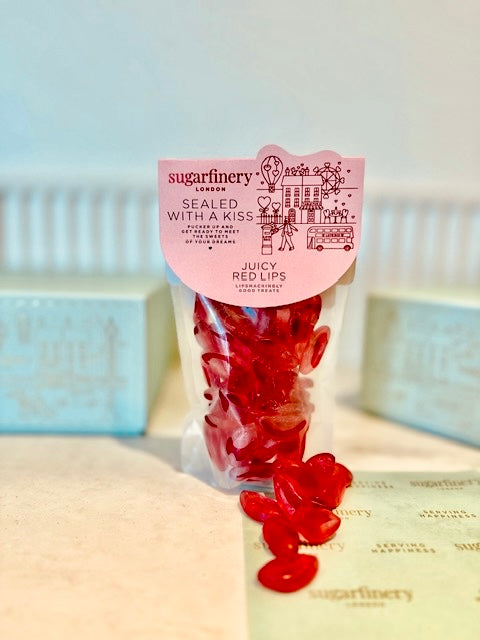 sugarfinery
LONDON
SEALED
WITH A KISS
PUCKER UP AND
GET READY TO MEET
THE SWEETS
OF YOUR DREAMS
JUICY
RED LIPS
LIPSMACKINGLY
GOOD TREATS
sugarfinery
LONDON
SERVING
HAPPINESS
SERVING
HAPPINESS
sugarfinery
LONDON